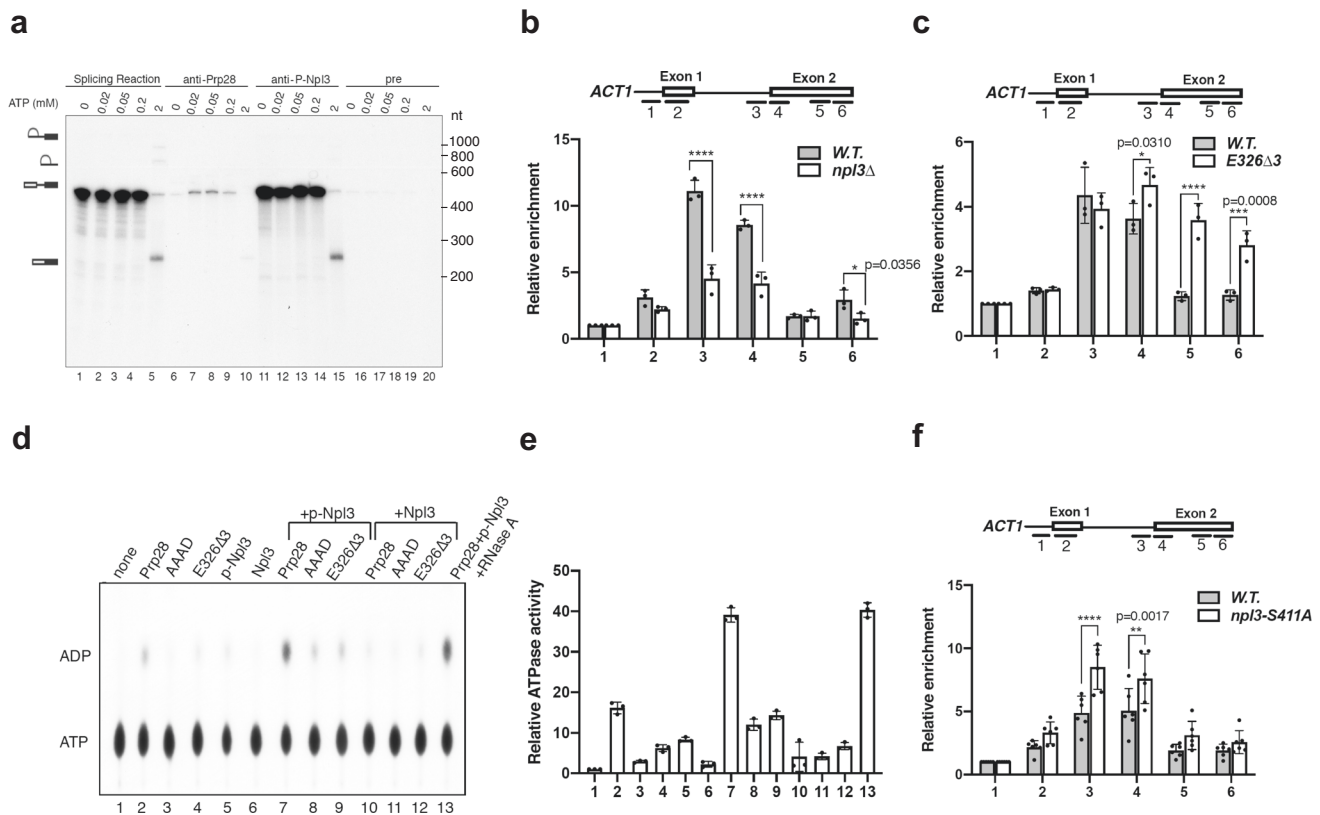 a
Splicing Reaction anti-Prp28 anti-P-Npl3 pre
ATP (mM) 0 0.02 0.05 0.2 2 0 0.02 0.05 0.2 2 0 0.02 0.05 0.2 2 0 0.02 0.05 0.2 2
nt
1000
800
600
400
300
200
1 2 3 4 5 6 7 8 9 10 11 12 13 14 15 16 17 18 19 20
b
Exon 1 Exon 2
ACT1
1 2 3 4 5 6
Relative enrichment
15
10
5
0
W.T.
npl3Δ
**** **** * p=0.0356
1 2 3 4 5 6
c
Exon 1 Exon 2
ACT1
1 2 3 4 5 6
Relative enrichment
6
4
2
0
W.T.
E326Δ3
p=0.0310
*
****
p=0.0008
***
1 2 3 4 5 6
d
+p-Npl3 +Npl3
none Prp28 AAAD E326Δ3 p-Npl3 Npl3 Prp28 AAAD E326Δ3 Prp28 AAAD E326Δ3 Prp28+p-Npl3
+RNase A
ADP
ATP
1 2 3 4 5 6 7 8 9 10 11 12 13
e
Relative ATPase activity
50
40
30
20
10
0
1 2 3 4 5 6 7 8 9 10 11 12 13
f
Exon 1 Exon 2
ACT1
1 2 3 4 5 6
Relative enrichment
15
10
5
0
W.T.
npl3-S411A
****
p=0.0017
**
1 2 3 4 5 6